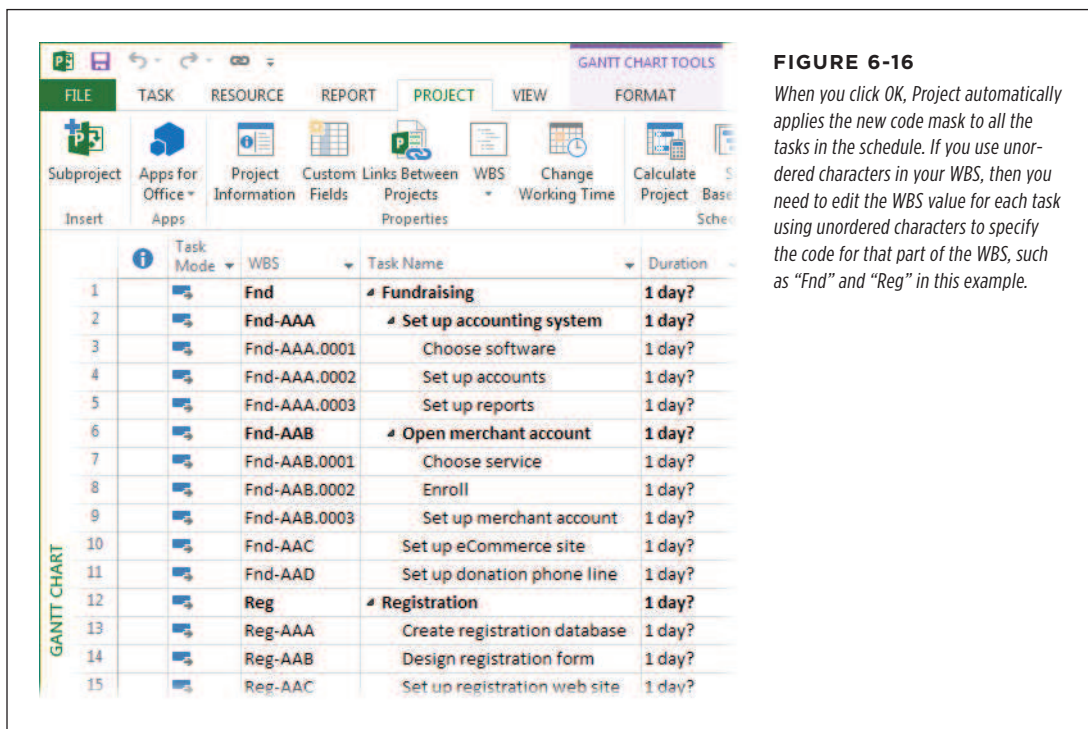 GANTT CHART TOOLS
FILE TASK RESOURCE REPORT PROJECT VIEW FORMAT
Subproject
Apps for Office
Project Information
Custom Fields
Links Between Projects
WBS
Change Working Time
Calculate Project
Insert Apps Properties
Task Mode WBS Task Name Duration
1 Fnd Fundraising 1 day?
2 Fnd-AAA Set up accounting system 1 day?
3 Fnd-AAA.0001 Choose software 1 day?
4 Fnd-AAA.0002 Set up accounts 1 day?
5 Fnd-AAA.0003 Set up reports 1 day?
6 Fnd-AAB Open merchant account 1 day?
7 Fnd-AAB.0001 Choose service 1 day?
8 Fnd-AAB.0002 Enroll 1 day?
9 Fnd-AAB.0003 Set up merchant account 1 day?
10 Fnd-AAC Set up eCommerce site 1 day?
11 Fnd-AAD Set up donation phone line 1 day?
12 Reg Registration 1 day?
13 Reg-AAA Create registration database 1 day?
14 Reg-AAB Design registration form 1 day?
15 Reg-AAC Set up registration web site 1 day?
GANTT CHART
FIGURE 6-16
When you click OK, Project automatically
applies the new code mask to all the
tasks in the schedule. If you use unor-
dered characters in your WBS, then you
need to edit the WBS value for each task
using unordered characters to specify
the code for that part of the WBS, such
as “Fnd” and “Reg” in this example.